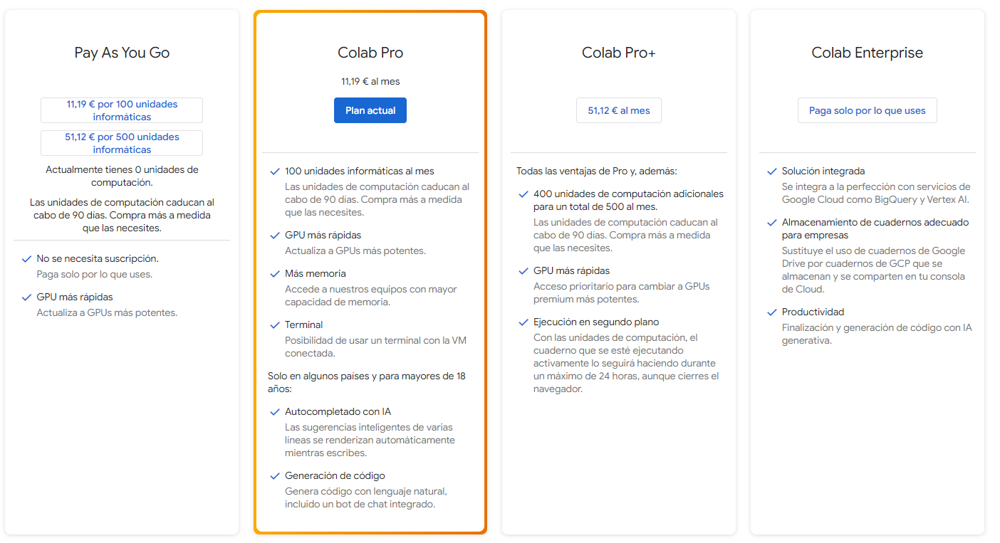 Pay As You Go
11,19 € por 100 unidades
informáticas
51,12 € por 500 unidades
informáticas
Actualmente tienes 0 unidades de
computación.
Las unidades de computación caducan al
cabo de 90 días. Compra más a medida
que las necesites.
No se necesita suscripción.
Paga solo por lo que uses.
GPU más rápidas
Actualiza a GPUs más potentes.
Colab Pro
11,19 € al mes
Plan actual
100 unidades informáticas al mes
Las unidades de computación caducan al
cabo de 90 días. Compra más a medida
que las necesites.
GPU más rápidas
Actualiza a GPUs más potentes.
Más memoria
Accede a nuestros equipos con mayor
capacidad de memoria.
Terminal
Posibilidad de usar un terminal con la VM
conectada.
Solo en algunos países y para mayores de 18
años:
Autocompletado con IA
Las sugerencias inteligentes de varias
líneas se renderizan automáticamente
mientras escribes.
Generación de código
Genera código con lenguaje natural,
incluido un bot de chat integrado.
Colab Pro+
51,12 € al mes
Todas las ventajas de Pro y, además:
400 unidades de computación adicionales
para un total de 500 al mes.
Las unidades de computación caducan al
cabo de 90 días. Compra más a medida
que las necesites.
GPU más rápidas
Acceso prioritario para cambiar a GPUs
premium más potentes.
Ejecución en segundo plano
Con las unidades de computación, el
cuaderno que se esté ejecutando
activamente lo seguirá haciendo durante
un máximo de 24 horas, aunque cierres el
navegador.
Colab Enterprise
Paga solo por lo que uses
Solución integrada
Se integra a la perfección con servicios de
Google Cloud como BigQuery y Vertex AI.
Almacenamiento de cuadernos adecuado
para empresas
Sustituye el uso de cuadernos de Google
Drive por cuadernos de GCP que se
almacenan y se comparten en tu consola
de Cloud.
Productividad
Finalización y generación de código con IA
generativa.